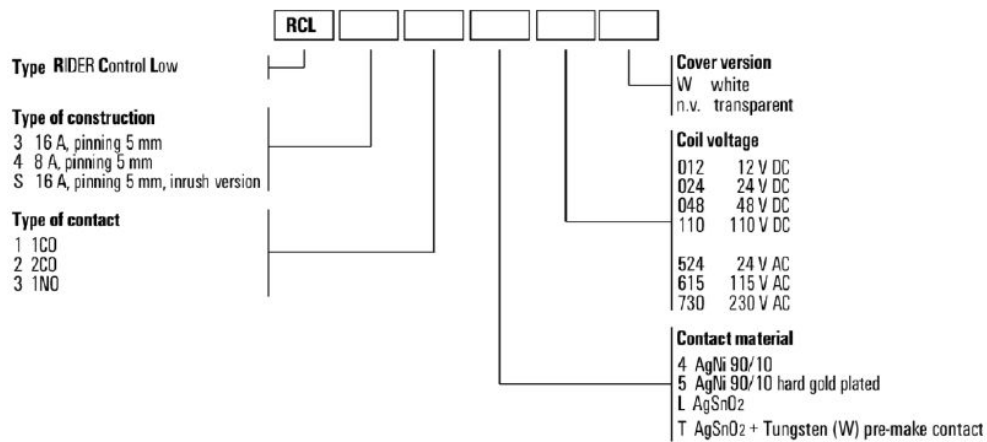 RCL
Type RIDER Control Low
Type of construction
3 16 A, pinning 5 mm
4 8 A, pinning 5 mm
S 16 A, pinning 5 mm, inrush version
Type of contact
1 1CO
2 2CO
3 1NO
Cover version
W white
n.v. transparent
Coil voltage
012 12 V DC
024 24 V DC
048 48 V DC
110 110 V DC
524 24 V AC
615 115 V AC
730 230 V AC
Contact material
4 AgNi 90/10
5 AgNi 90/10 hard gold plated
L AgSnO2
T AgSnO2 + Tungsten (W) pre-make contact